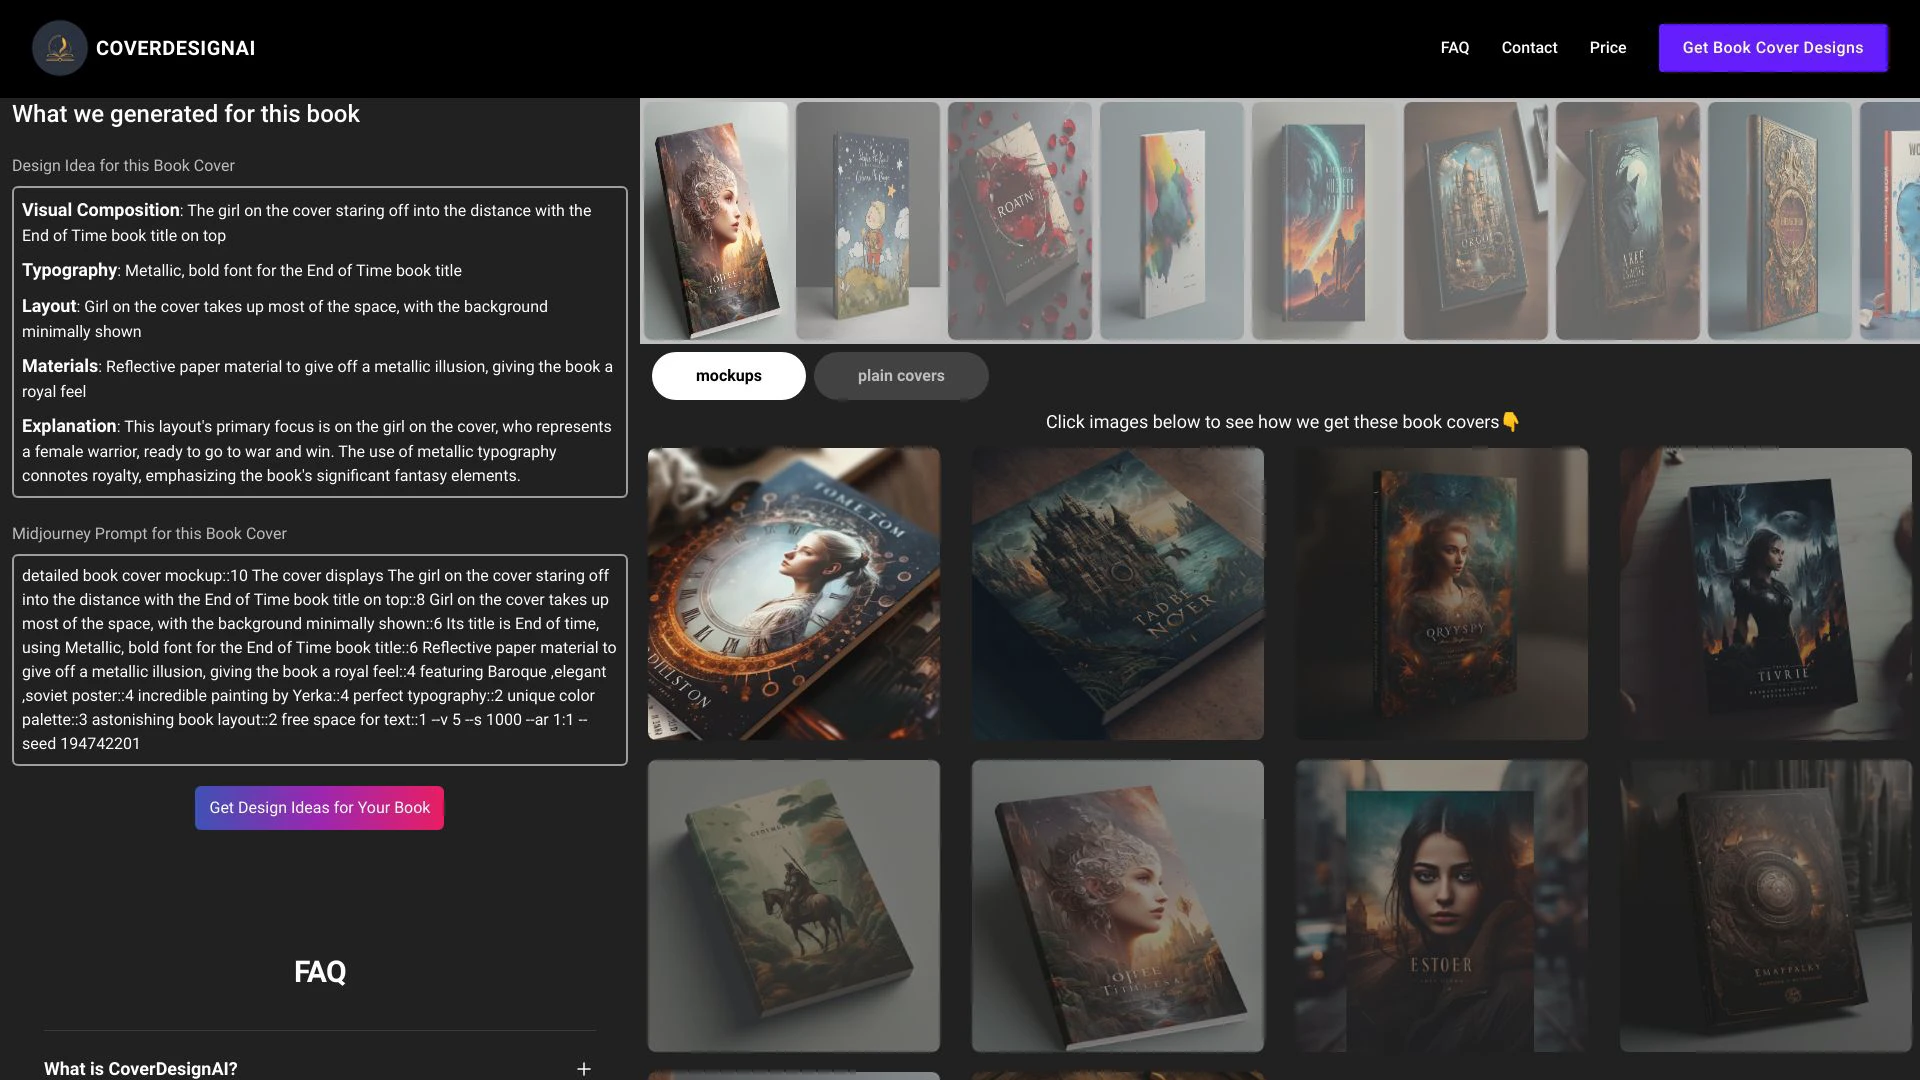 COVERDESIGNAI
FAQ
Contact
Price
Get Book Cover Designs
What we generated for this book
Design Idea for this Book Cover
Visual Composition: The girl on the cover staring off into the distance with the
End of Time book title on top
Typography: Metallic, bold font for the End of Time book title
Layout: Girl on the cover takes up most of the space, with the background
minimally shown
Materials: Reflective paper material to give off a metallic illusion, giving the book a
royal feel
Explanation: This layout's primary focus is on the girl on the cover, who represents
a female warrior, ready to go to war and win. The use of metallic typography
connotes royalty, emphasizing the book's significant fantasy elements.
Midjourney Prompt for this Book Cover
detailed book cover mockup::10 The cover displays The girl on the cover staring off
into the distance with the End of Time book title on top::8 Girl on the cover takes up
most of the space, with the background minimally shown::6 Its title is End of time,
using Metallic, bold font for the End of Time book title::6 Reflective paper material to
give off a metallic illusion, giving the book a royal feel::4 featuring Baroque ,elegant
,soviet poster::4 incredible painting by Yerka::4 perfect typography::2 unique color
palette::3 astonishing book layout::2 free space for text::1 --v 5 --s 1000 --ar 1:1 --
seed 194742201
Get Design Ideas for Your Book
FAQ
What is CoverDesignAI?
ROATN
mockups
plain covers
Click images below to see how we get these book covers👇
TOMETOM
DILLSTON
TADBE
NOYER
QRVYSPY
TIVRIE
OJTEE
ESTOER
EMAFPALKY